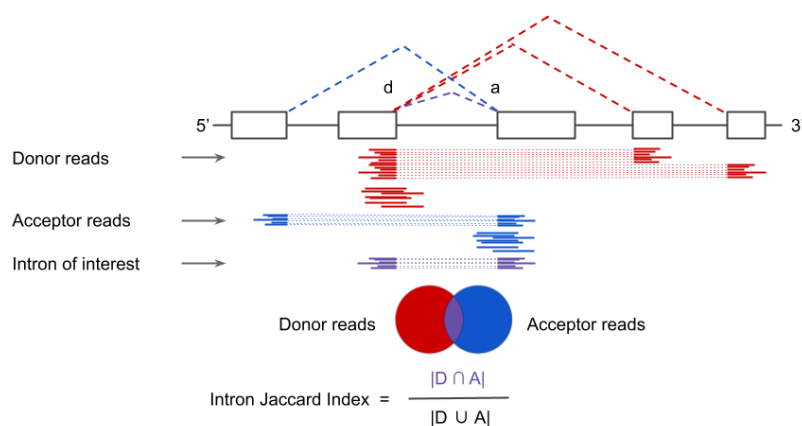 d
a
5'
3'
Donor reads
Acceptor reads
Intron of interest
Donor reads
Acceptor reads
Intron Jaccard Index =
|D ∩ A|
|D ∪ A|